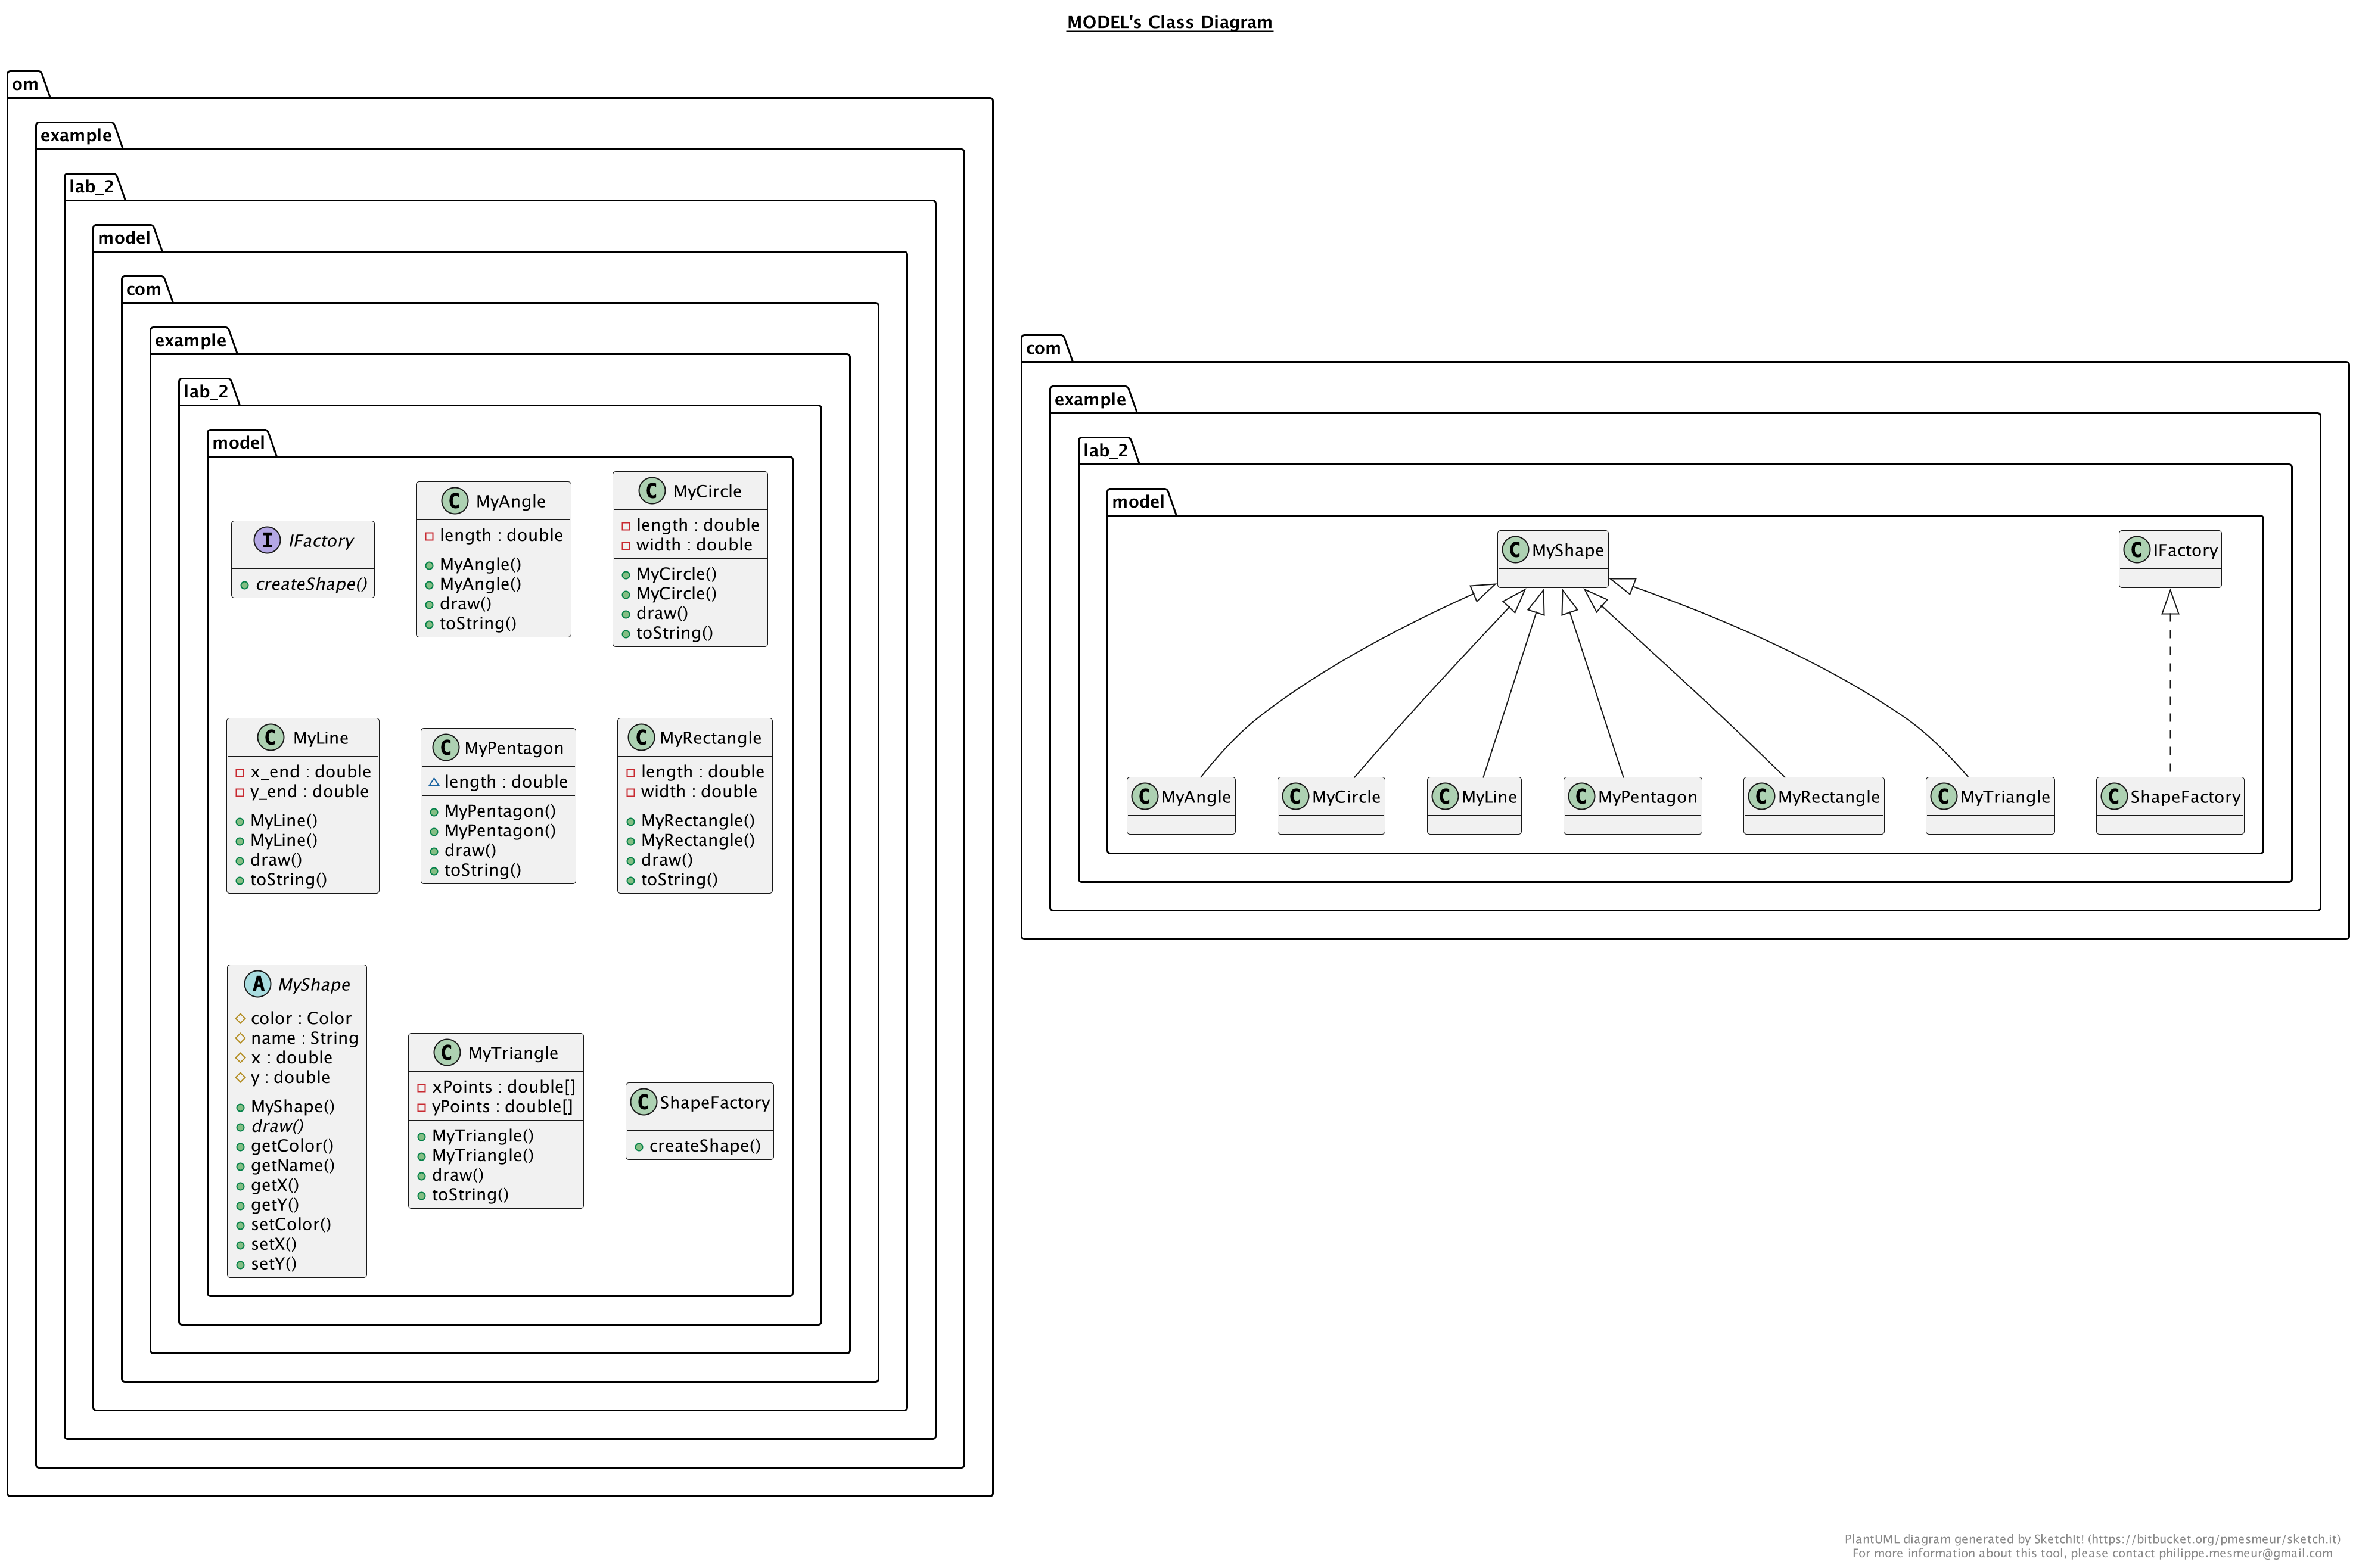 MODEL's Class Diagram
om
example
lab_2
model
com
example
lab_2
model
I IFactory
createShape()
C MyAngle
length : double
MyAngle()
MyAngle()
draw()
toString()
C MyCircle
length : double
width : double
MyCircle()
MyCircle()
draw()
toString()
C MyLine
x_end : double
y_end : double
MyLine()
MyLine()
draw()
toString()
C MyPentagon
length : double
MyPentagon()
MyPentagon()
draw()
toString()
C MyRectangle
length : double
width : double
MyRectangle()
MyRectangle()
draw()
toString()
A MyShape
color : Color
name : String
x : double
y : double
MyShape()
draw()
getColor()
getName()
getX()
getY()
setColor()
setX()
setY()
C MyTriangle
xPoints : double[]
yPoints : double[]
MyTriangle()
MyTriangle()
draw()
toString()
C ShapeFactory
createShape()
com
example
lab_2
model
C MyShape
C IFactory
C MyAngle
C MyCircle
C MyLine
C MyPentagon
C MyRectangle
C MyTriangle
C ShapeFactory
PlantUML diagram generated by SketchIt! (https://bitbucket.org/pmesmeur/sketch.it)
For more information about this tool, please contact philippe.mesmeur@gmail.com